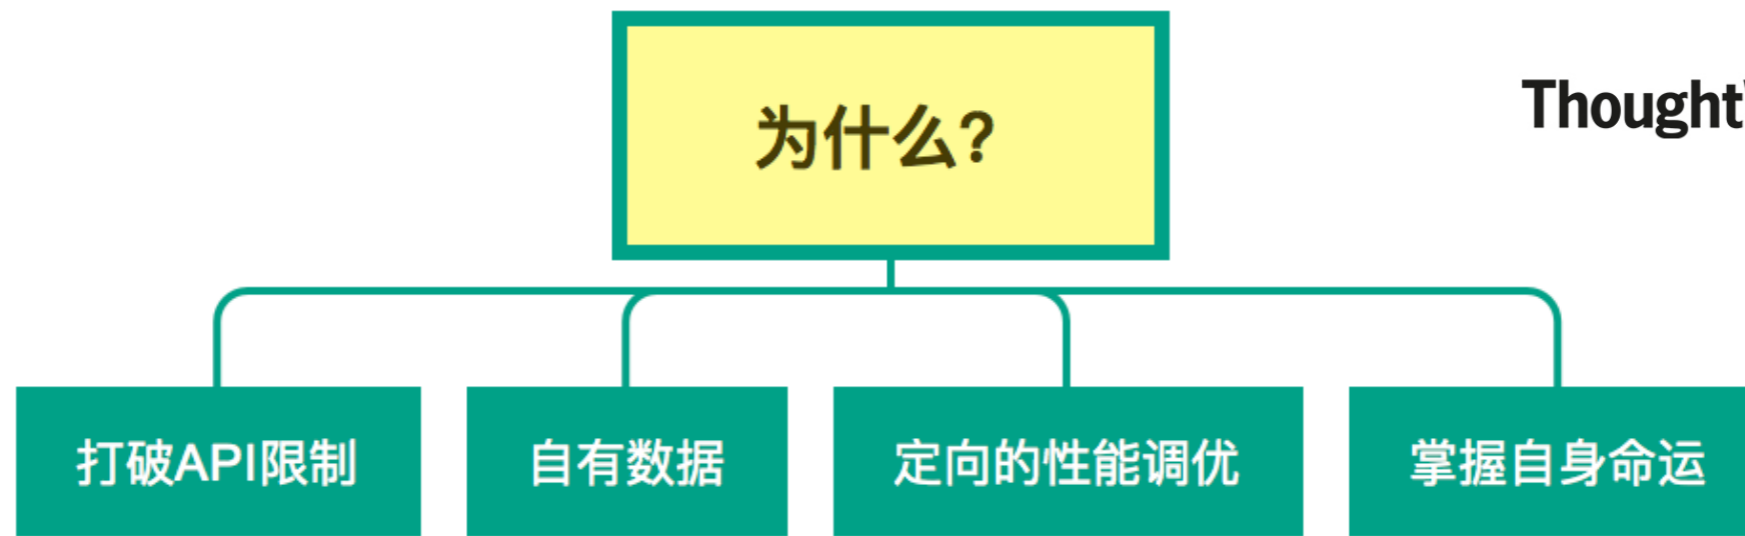 为什么?
Thought
打破API限制
自有数据
定向的性能调优
掌握自身命运